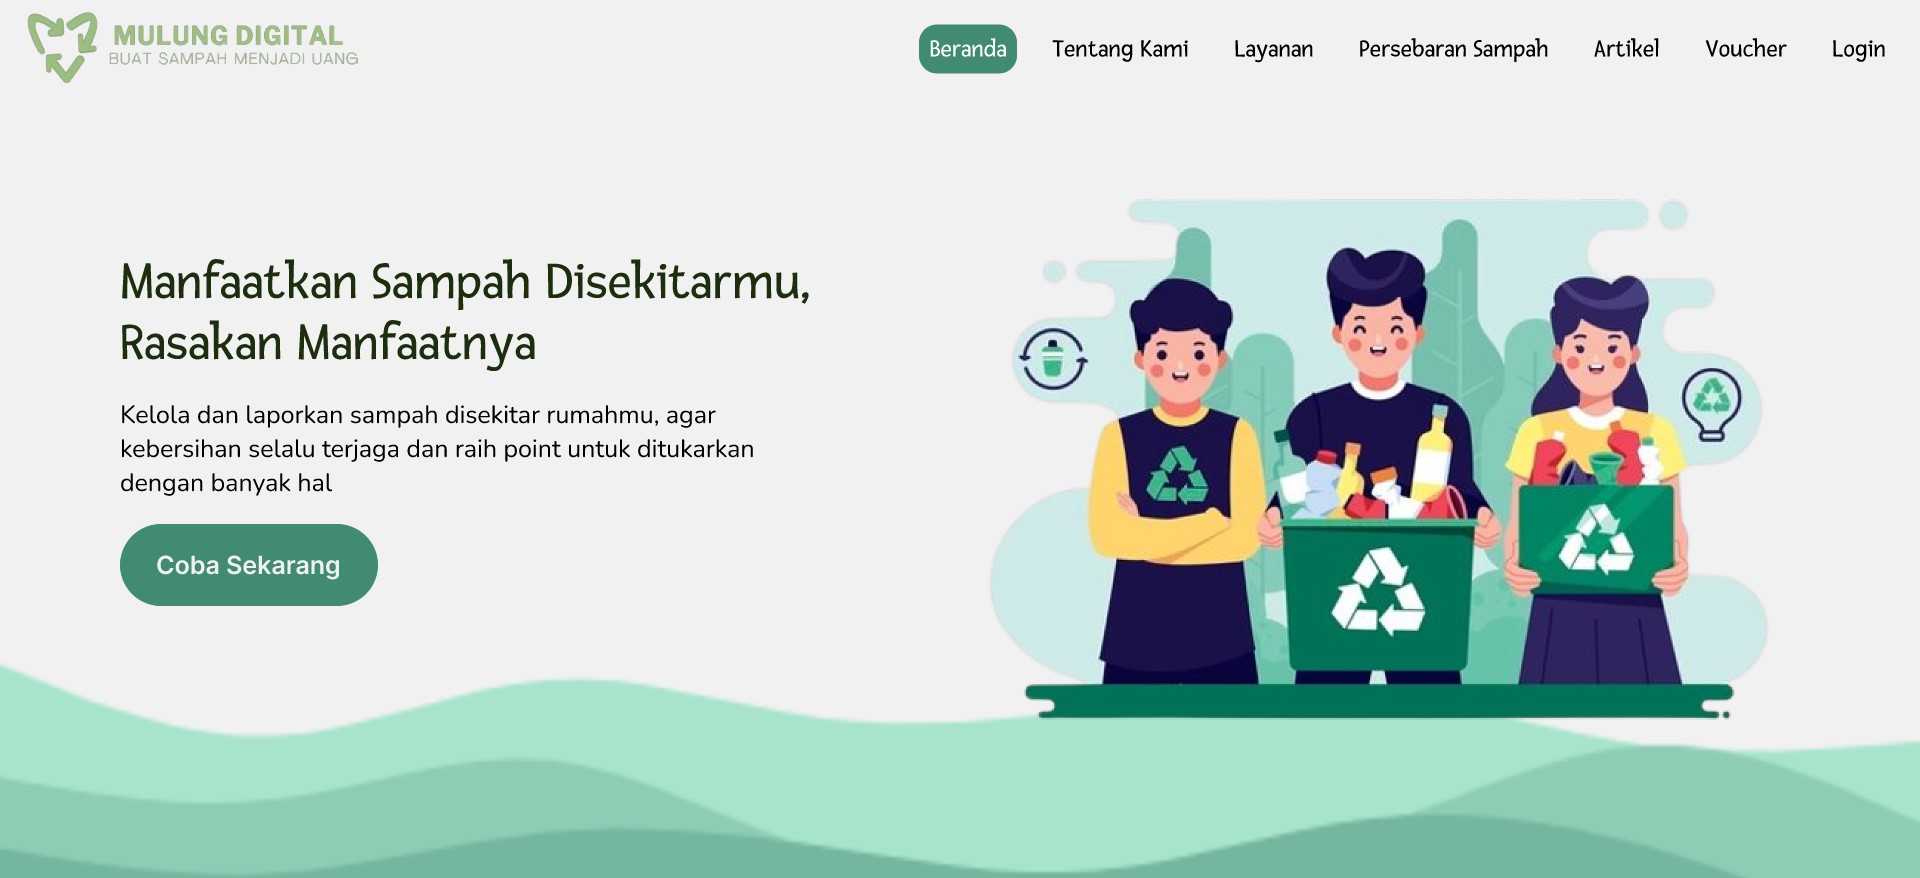 MULUNG DIGITAL
BUAT SAMPAH MENJADI UANG
Beranda Tentang Kami Layanan Persebaran Sampah Artikel Voucher Login
Manfaatkan Sampah Disekitarmu,
Rasakan Manfaatnya
Kelola dan laporkan sampah disekitar rumahmu, agar
kebersihan selalu terjaga dan raih point untuk ditukarkan
dengan banyak hal
Coba Sekarang